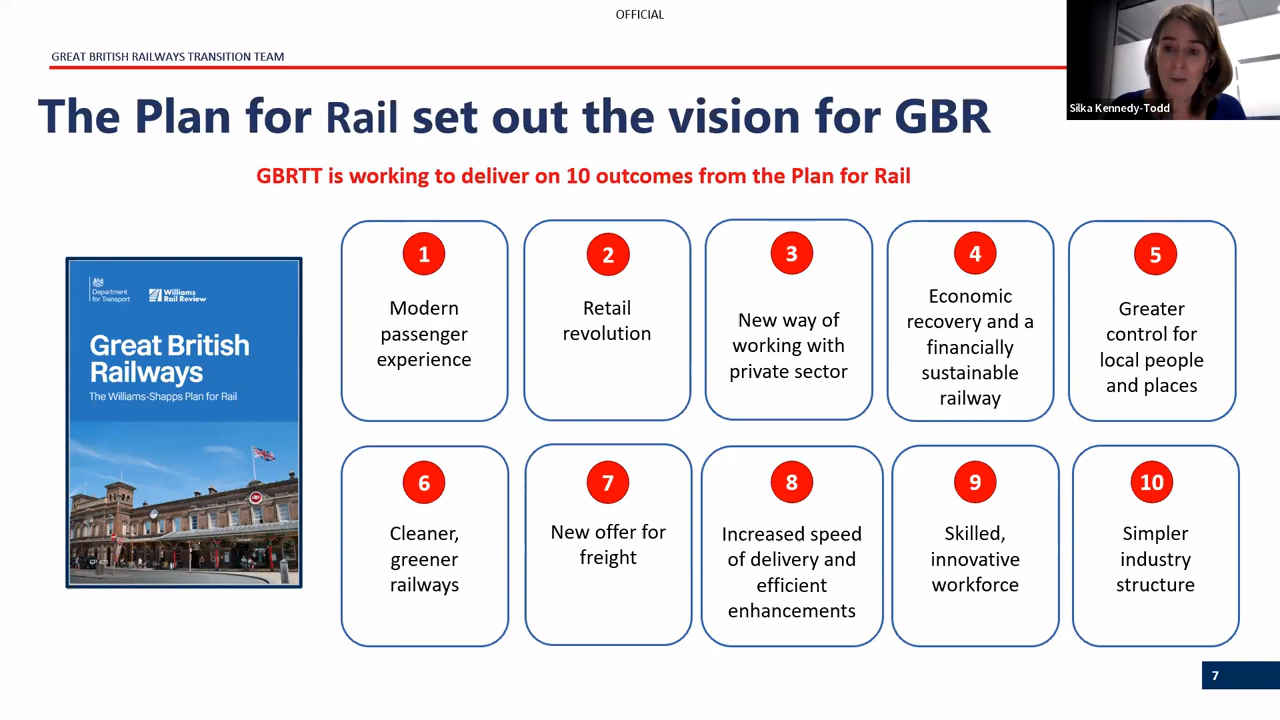 OFFICIAL
GREAT BRITISH RAILWAYS TRANSITION TEAM
Silka Kennedy-Todd
The Plan for Rail set out the vision for GBR
GBRTT is working to deliver on 10 outcomes from the Plan for Rail
Department
for Transport
Williams
Rail Review
Great British
Railways
The Williams-Shapps Plan for Rail
1
Modern
passenger
experience
2
Retail
revolution
3
New way of
working with
private sector
4
Economic
recovery and a
financially
sustainable
railway
5
Greater
control for
local people
and places
6
Cleaner,
greener
railways
7
New offer for
freight
8
Increased speed
of delivery and
efficient
enhancements
9
Skilled,
innovative
workforce
10
Simpler
industry
structure
7